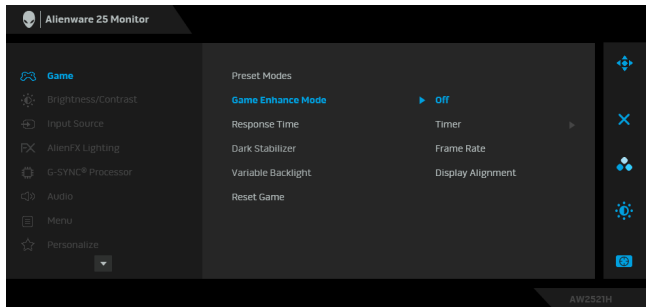 Alienware 25 Monitor
Game
Brightness/Contrast
Input Source
AlienFX Lighting
G-SYNC® Processor
Audio
Menu
Personalize
Preset Modes
Game Enhance Mode
Response Time
Dark Stabilizer
Variable Backlight
Reset Game
Off
Timer
Frame Rate
Display Alignment
AW2521H